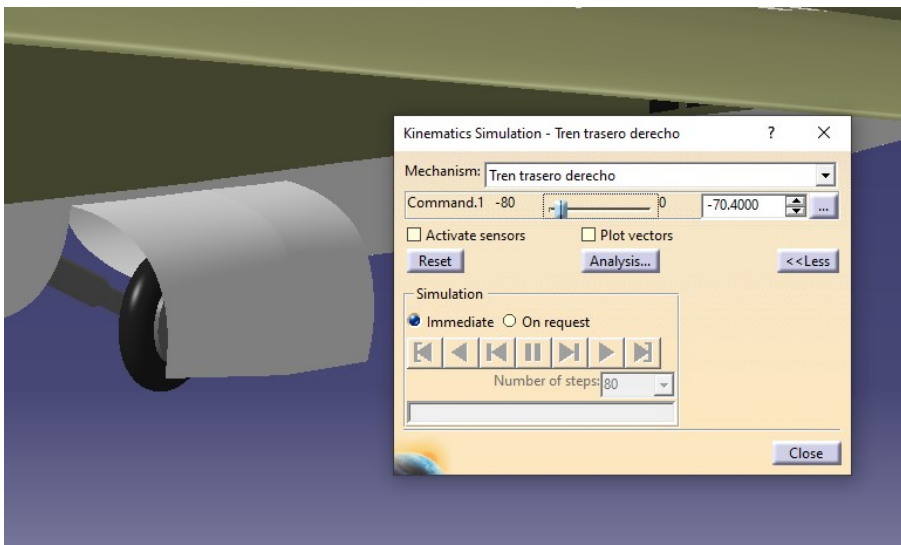 Kinematics Simulation - Tren trasero derecho ? X
Mechanism: Tren trasero derecho
Command.1 -80 0 -70.4000 ...
Activate sensors Plot vectors
Reset Analysis... <<Less
Simulation
Immediate On request
Number of steps: 80
Close